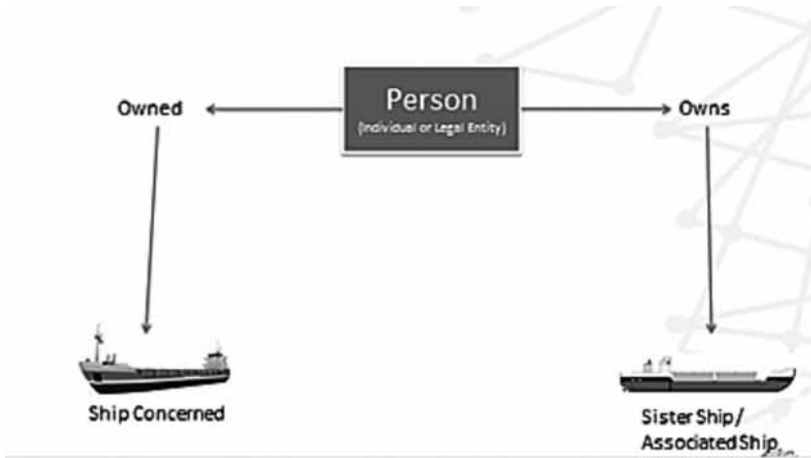 Person
(Individual or Legal Entity)
Owned
Owns
Ship Concerned
Sister Ship /
Associated Ship